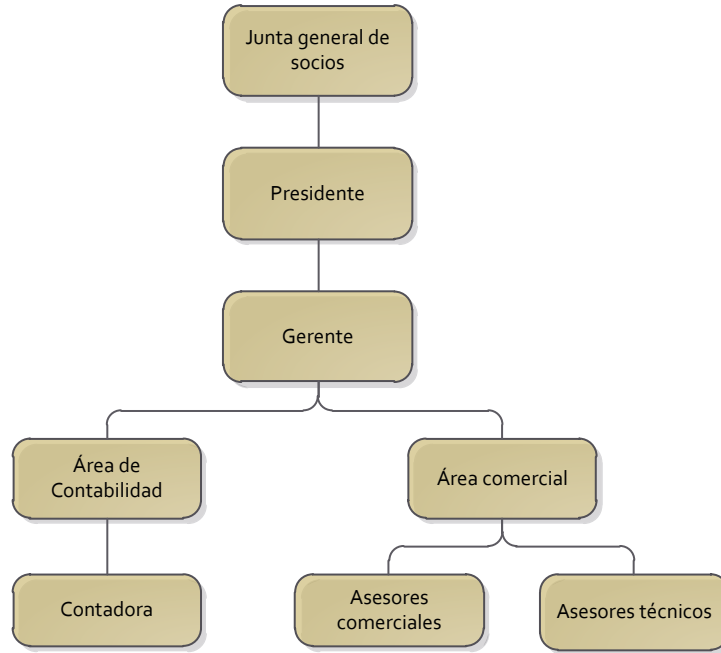 Junta general de
socios
Presidente
Gerente
Área de
Contabilidad
Área comercial
Contadora
Asesores
comerciales
Asesores técnicos